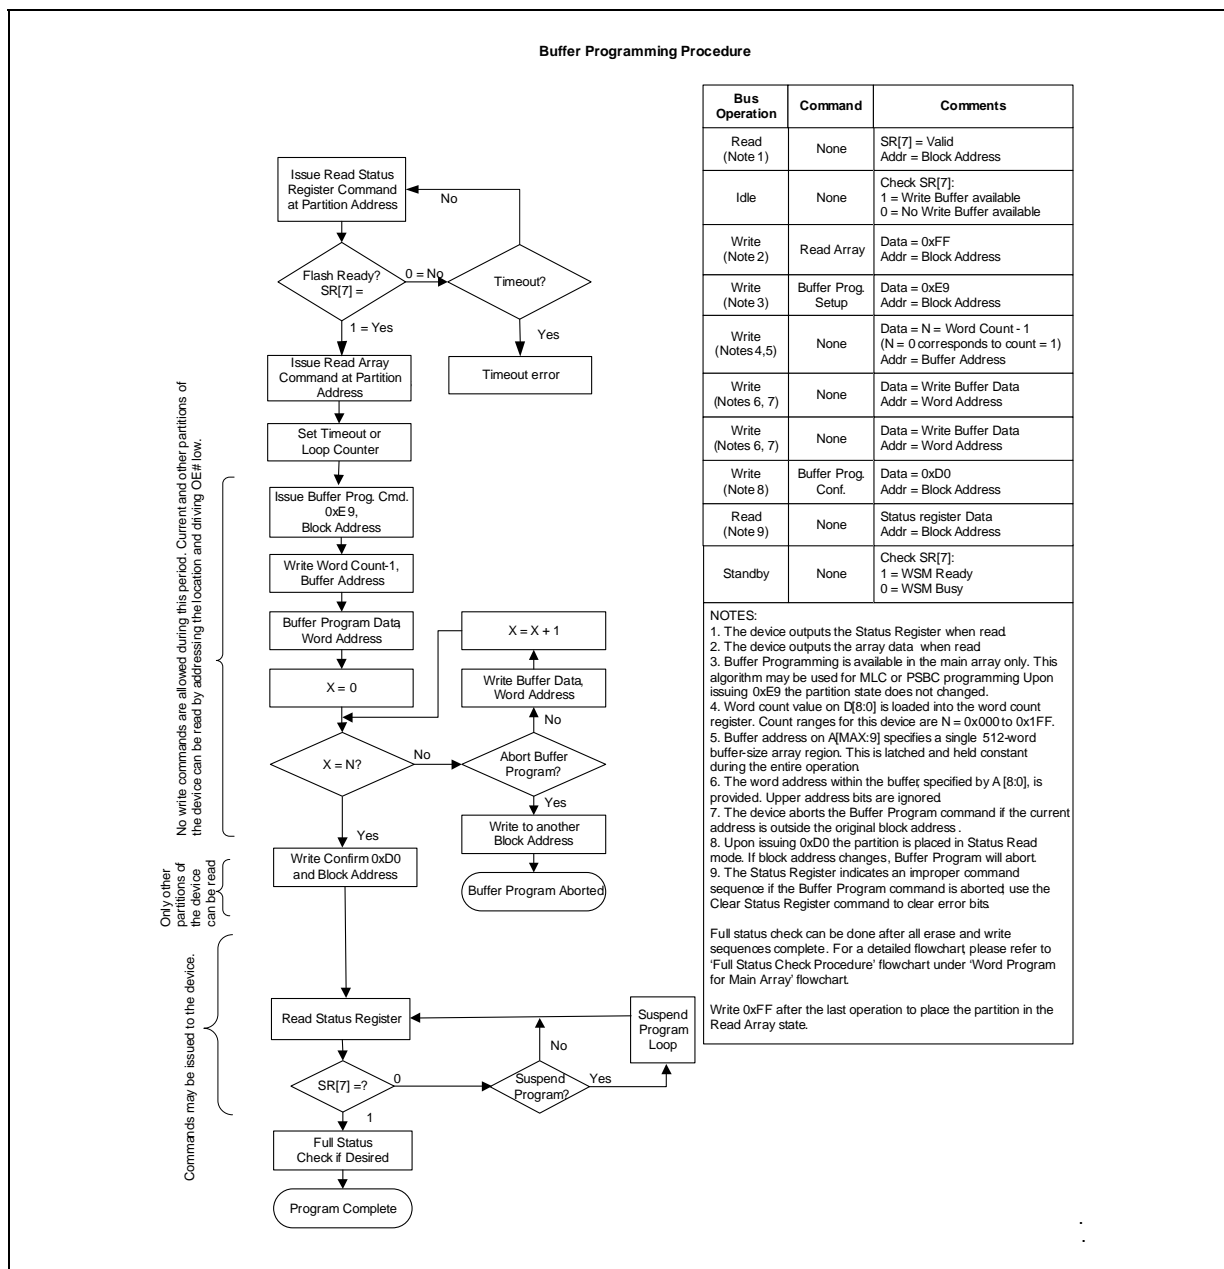 Buffer Programming Procedure
Issue Read Status
Register Command
at Partition Address
No
Flash Ready?
SR[7] =
0 = No
Timeout?
1 = Yes
Yes
Issue Read Array
Command at Partition
Address
Timeout error
Set Timeout or
Loop Counter
No write commands are allowed during this period. Current and other partitions of
the device can be read by addressing the location and driving OE# low.
Issue Buffer Prog. Cmd.
0xE9,
Block Address
Write Word Count-1,
Buffer Address
Buffer Program Data,
Word Address
X = X + 1
X = 0
Write Buffer Data,
Word Address
No
X = N?
No
Abort Buffer
Program?
Yes
Yes
Write to another
Block Address
Write Confirm 0xD0
and Block Address
Buffer Program Aborted
Only other
partitions of
the device
can be read
Commands may be issued to the device.
Read Status Register
Suspend
Program
Loop
No
SR[7] =?
0
Suspend
Program?
Yes
1
Full Status
Check if Desired
Program Complete
Bus
Operation
Command
Comments
Read
(Note 1)
None
SR[7] = Valid
Addr = Block Address
Idle
None
Check SR[7]:
1 = Write Buffer available
0 = No Write Buffer available
Write
(Note 2)
Read Array
Data = 0xFF
Addr = Block Address
Write
(Note 3)
Buffer Prog.
Setup
Data = 0xE9
Addr = Block Address
Write
(Notes 4,5)
None
Data = N = Word Count - 1
(N = 0 corresponds to count = 1)
Addr = Buffer Address
Write
(Notes 6, 7)
None
Data = Write Buffer Data
Addr = Word Address
Write
(Notes 6, 7)
None
Data = Write Buffer Data
Addr = Word Address
Write
(Note 8)
Buffer Prog.
Conf.
Data = 0xD0
Addr = Block Address
Read
(Note 9)
None
Status register Data
Addr = Block Address
Standby
None
Check SR[7]:
1 = WSM Ready
0 = WSM Busy
NOTES:
1. The device outputs the Status Register when read.
2. The device outputs the array data when read
3. Buffer Programming is available in the main array only. This
algorithm may be used for MLC or PSBC programming Upon
issuing 0xE9 the partition state does not changed.
4. Word count value on D[8:0] is loaded into the word count
register. Count ranges for this device are N = 0x000 to 0x1FF.
5. Buffer address on A[MAX:9] specifies a single 512-word
buffer-size array region. This is latched and held constant
during the entire operation.
6. The word address within the buffer, specified by A [8:0], is
provided. Upper address bits are ignored.
7. The device aborts the Buffer Program command if the current
address is outside the original block address .
8. Upon issuing 0xD0 the partition is placed in Status Read
mode. If block address changes, Buffer Program will abort.
9. The Status Register indicates an improper command
sequence if the Buffer Program command is aborted; use the
Clear Status Register command to clear error bits.
Full status check can be done after all erase and write
sequences complete. For a detailed flowchart, please refer to
‘Full Status Check Procedure’ flowchart under ‘Word Program
for Main Array’ flowchart.
Write 0xFF after the last operation to place the partition in the
Read Array state.